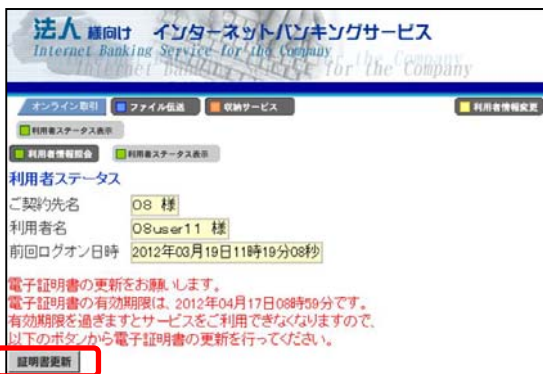 法人 様向け インターネットバンキングサービス
Internet Banking Service for the Company
Internet Banking Service for the Company
オンライン取引 ファイル伝送 収納サービス 利用者情報変更
利用者ステータス表示
利用者情報照会 利用者ステータス表示
利用者ステータス
ご契約先名 08 様
利用者名 08user11 様
前回ログオン日時 2012年03月19日11時19分08秒
電子証明書の更新をお願いします。
電子証明書の有効期限は、2012年04月17日08時59分です。
有効期限を過ぎますとサービスをご利用できなくなりますので、
以下のボタンから電子証明書の更新を行ってください。
証明書更新